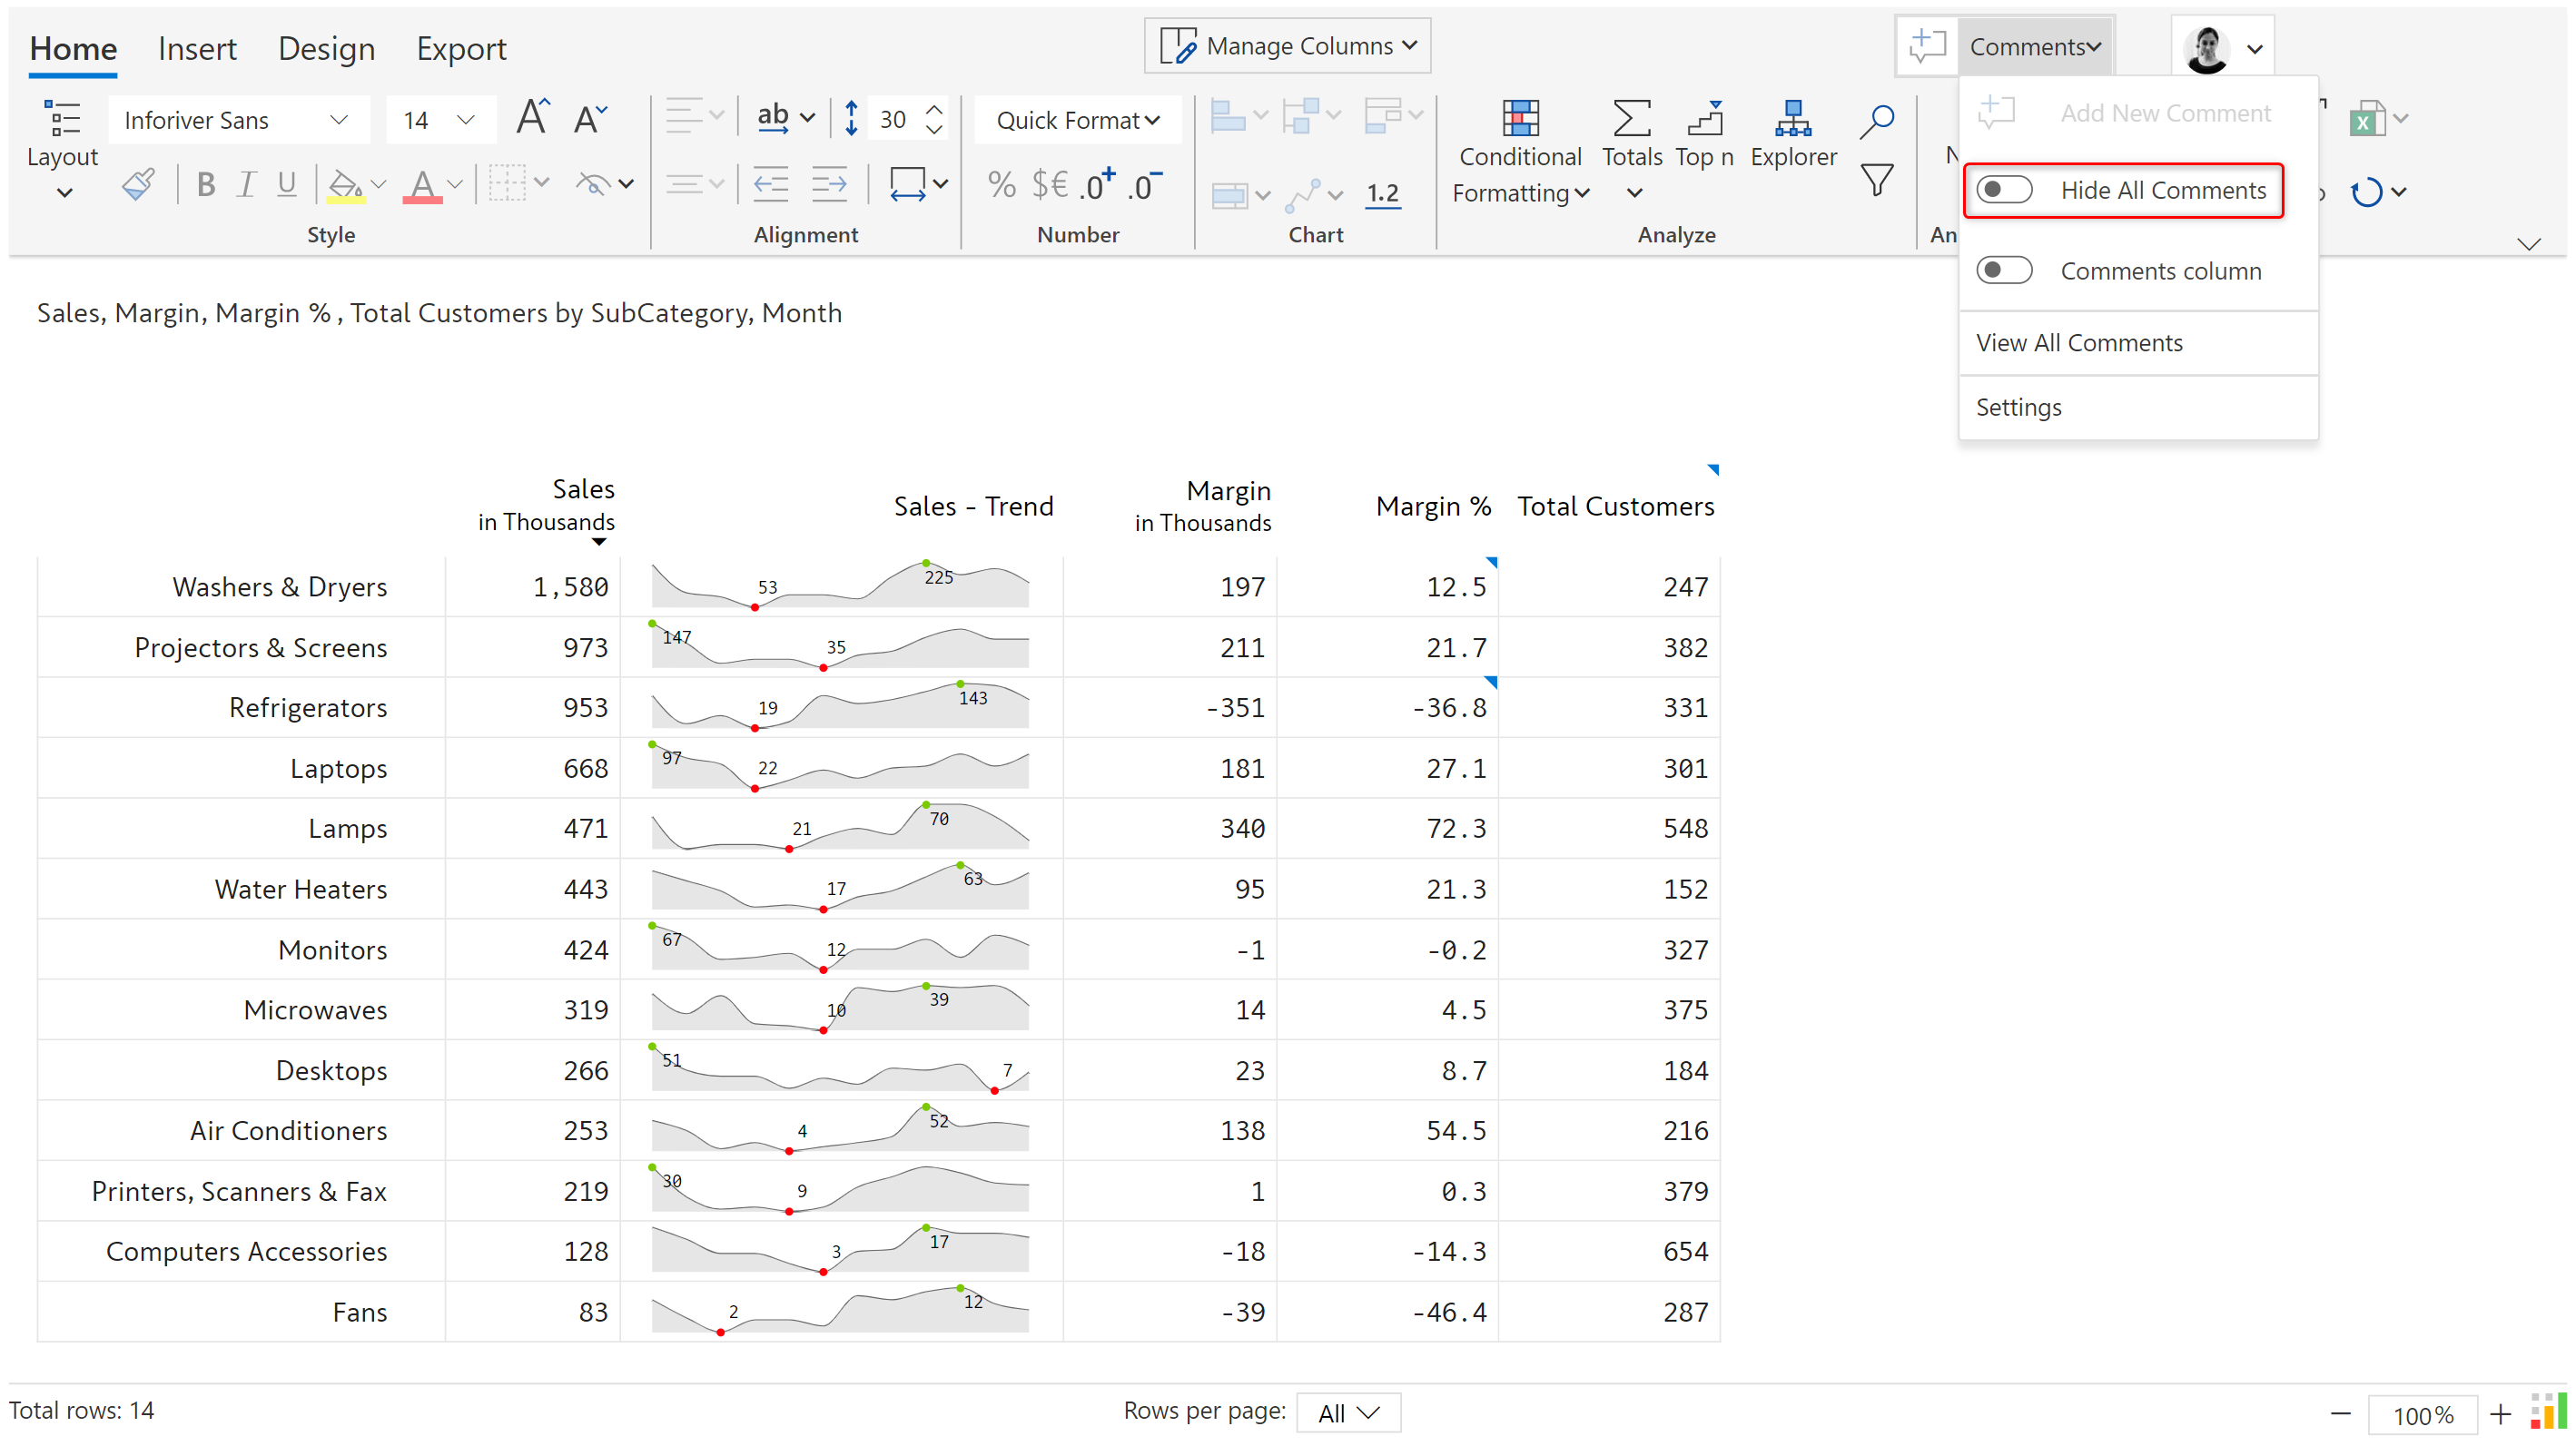 Home Insert Design Export
Manage Columns
Comments
Layout
Inforiver Sans
14
A A
ab
30
Quick Format
Conditional Formatting
Totals
Top n
Explorer
N
B I U
A
% $€ .0+ .0-
1.2
Style
Alignment
Number
Chart
Analyze
An
Add New Comment
Hide All Comments
Comments column
View All Comments
Settings
Sales, Margin, Margin % , Total Customers by SubCategory, Month
Sales in Thousands Sales - Trend Margin in Thousands Margin % Total Customers
Washers & Dryers 1,580 53 225 197 12.5 247
Projectors & Screens 973 147 35 211 21.7 382
Refrigerators 953 19 143 -351 -36.8 331
Laptops 668 97 22 181 27.1 301
Lamps 471 21 70 340 72.3 548
Water Heaters 443 17 63 95 21.3 152
Monitors 424 67 12 -1 -0.2 327
Microwaves 319 10 39 14 4.5 375
Desktops 266 51 7 23 8.7 184
Air Conditioners 253 4 52 138 54.5 216
Printers, Scanners & Fax 219 30 9 1 0.3 379
Computers Accessories 128 3 17 -18 -14.3 654
Fans 83 2 12 -39 -46.4 287
Total rows: 14
Rows per page: All
100%